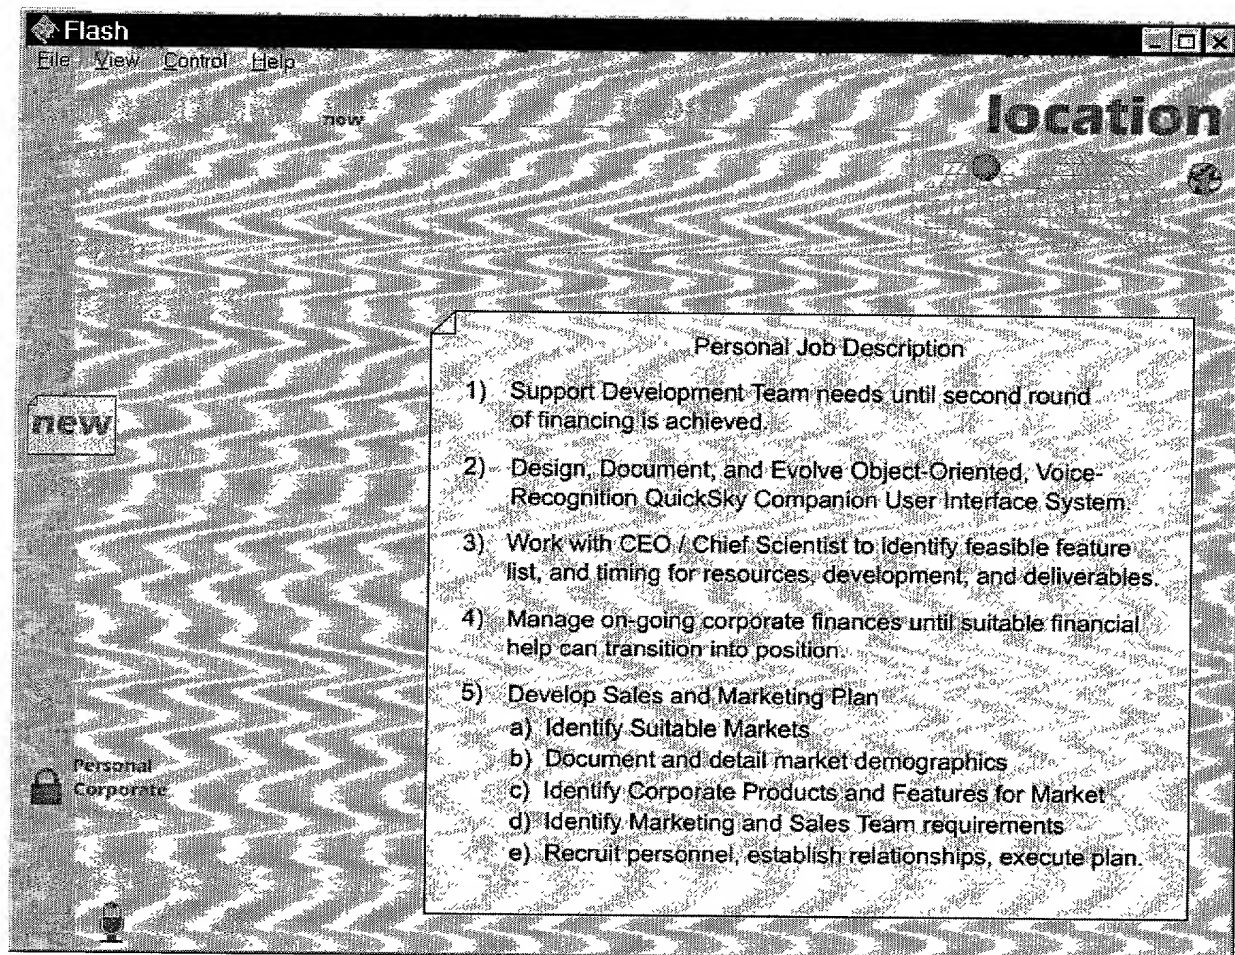 Flash
File View Control Help
now
location
Personal Job Description
1) Support Development Team needs until second round
of financing is achieved.
new
2) Design, Document, and Evolve Object-Oriented, Voice-
Recognition QuickSky Companion User Interface System.
3) Work with CEO / Chief Scientist to identify feasible feature
list, and timing for resources, development, and deliverables.
4) Manage on-going corporate finances until suitable financial
help can transition into position.
5) Develop Sales and Marketing Plan
a) Identify Suitable Markets
b) Document and detail market demographics
c) Identify Corporate Products and Features for Market
d) Identify Marketing and Sales Team requirements
e) Recruit personnel, establish relationships, execute plan.
Personal
Corporate